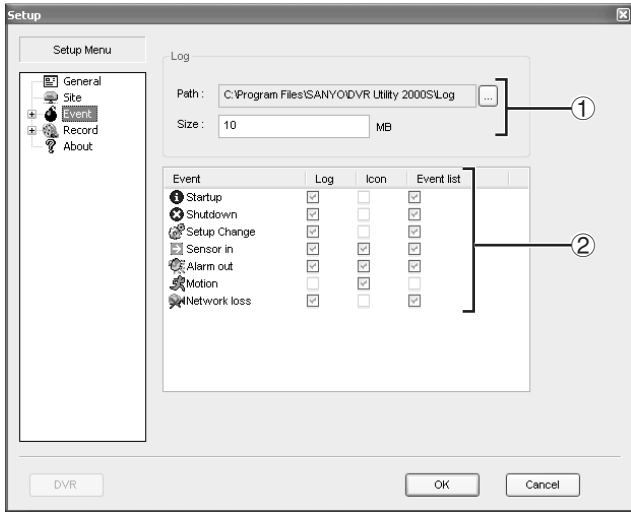 Setup
Setup Menu
General
Site
Event
Record
About
Log
Path : C:\Program Files\SANYO\DVR Utility 2000S\Log ...
Size : 10 MB
①
Event Log Icon Event list
Startup
Shutdown
Setup Change
Sensor in
Alarm out
Motion
Network loss
②
DVR OK Cancel